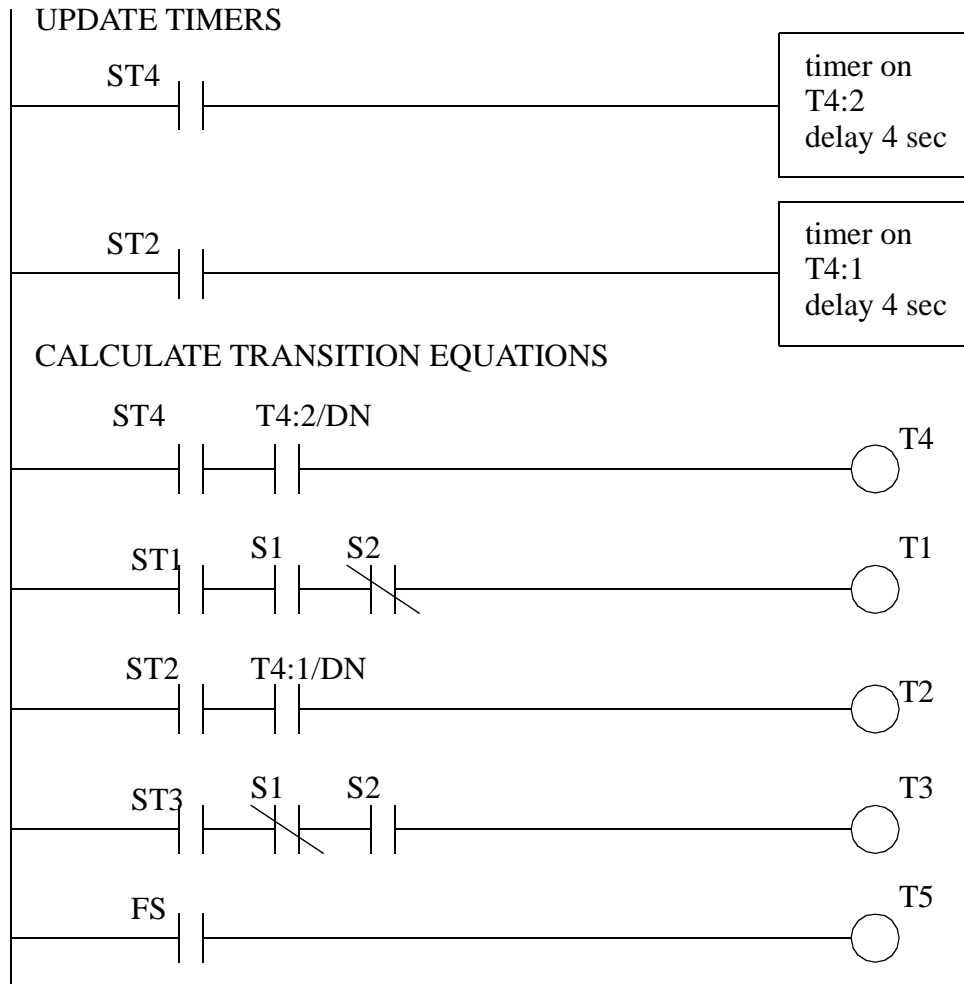 UPDATE TIMERS
ST4
timer on
T4:2
delay 4 sec
ST2
timer on
T4:1
delay 4 sec
CALCULATE TRANSITION EQUATIONS
ST4 T4:2/DN T4
ST1 S1 S2 T1
ST2 T4:1/DN T2
ST3 S1 S2 T3
FS T5